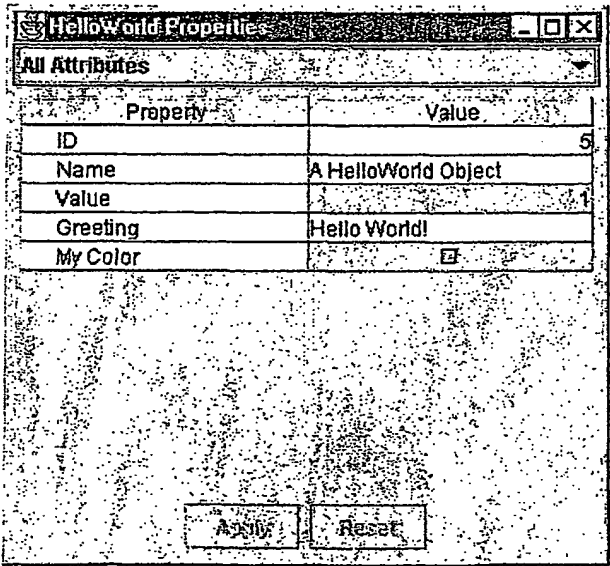 HelloWorld Properties
All Attributes
Property Value
ID 5
Name A HelloWorld Object
Value 1
Greeting Hello World!
My Color
Apply Reset